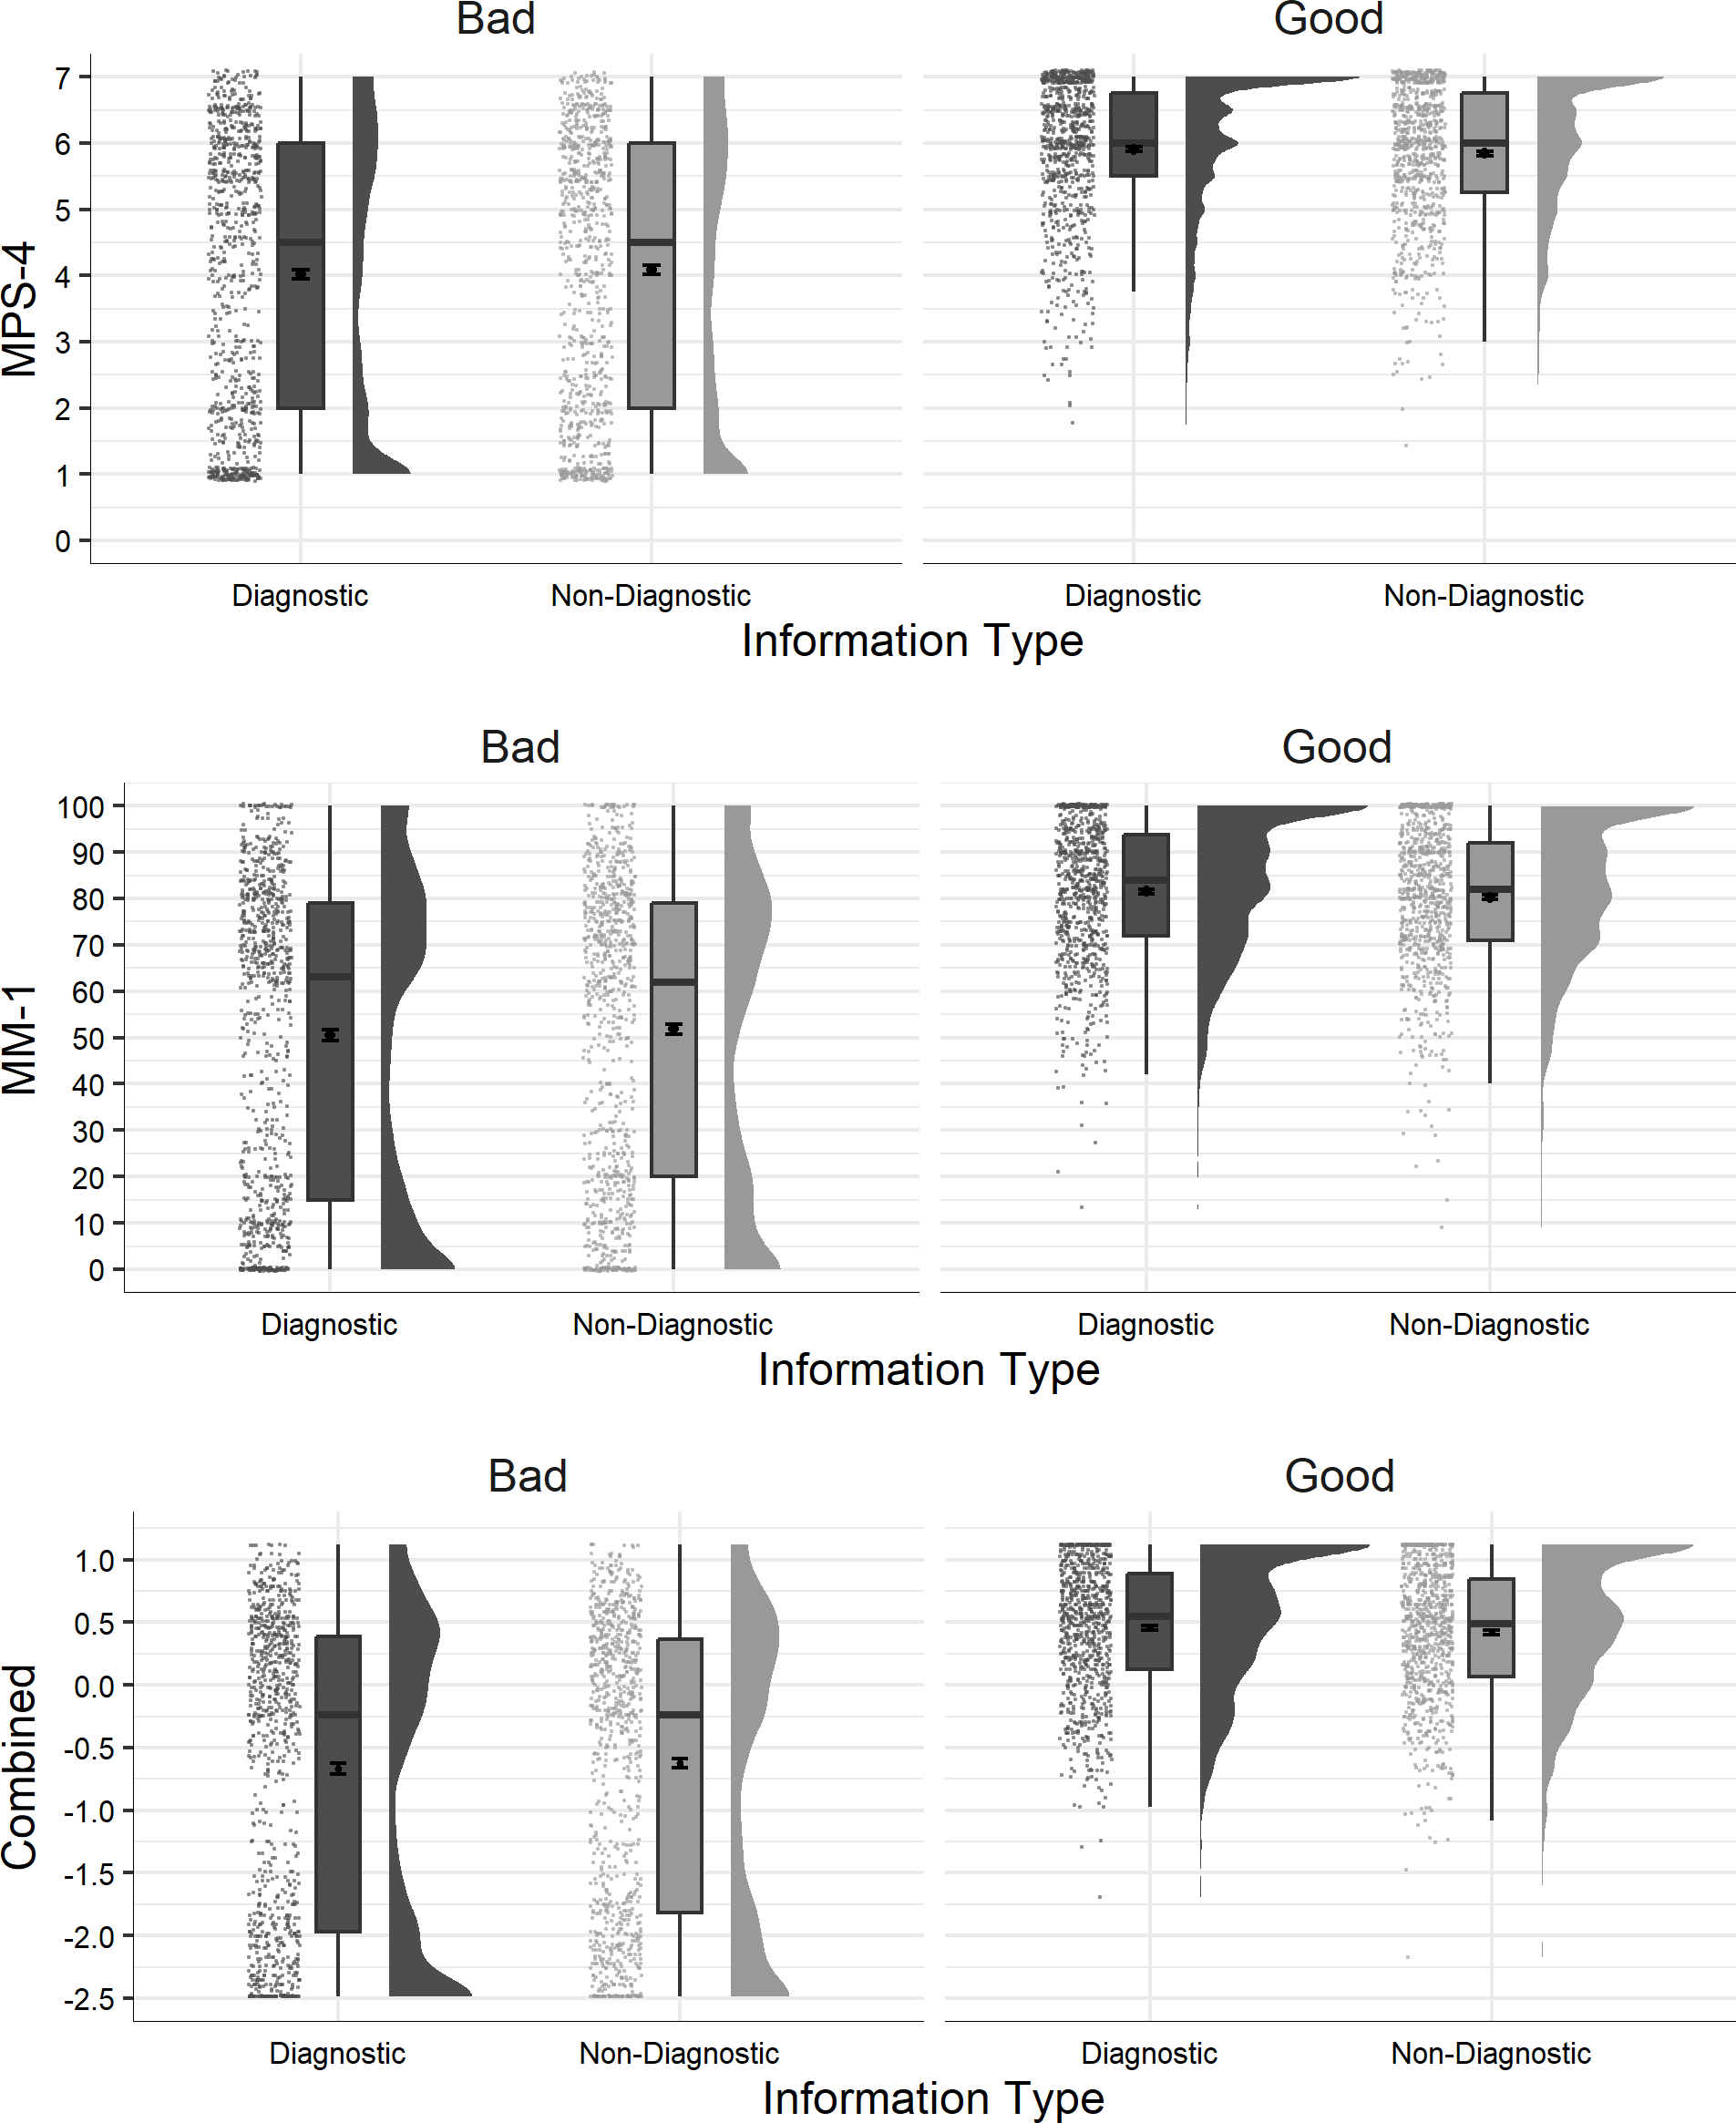 Bad Good
7
6
5
4
3
2
1
0
MPS-4
Diagnostic Non-Diagnostic Diagnostic Non-Diagnostic
Information Type
Bad Good
100
90
80
70
60
50
40
30
20
10
0
MM-1
Diagnostic Non-Diagnostic Diagnostic Non-Diagnostic
Information Type
Bad Good
1.0
0.5
0.0
-0.5
-1.0
-1.5
-2.0
-2.5
Combined
Diagnostic Non-Diagnostic Diagnostic Non-Diagnostic
Information Type